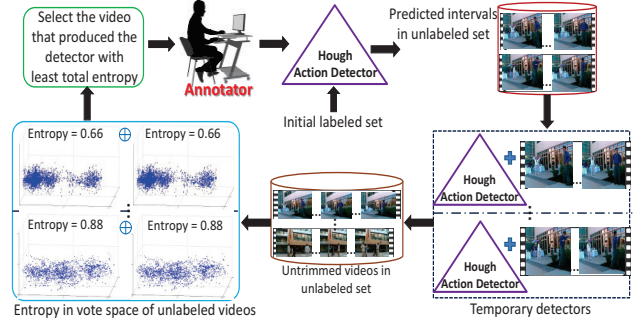 Select the video
that produced the
detector with
least total entropy
Annotator
Hough
Action Detector
Initial labeled set
Predicted intervals
in unlabeled set
Hough
Action Detector
Hough
Action Detector
Temporary detectors
Untrimmed videos in
unlabeled set
Entropy = 0.66
Entropy = 0.66
Entropy = 0.88
Entropy = 0.88
Entropy in vote space of unlabeled videos